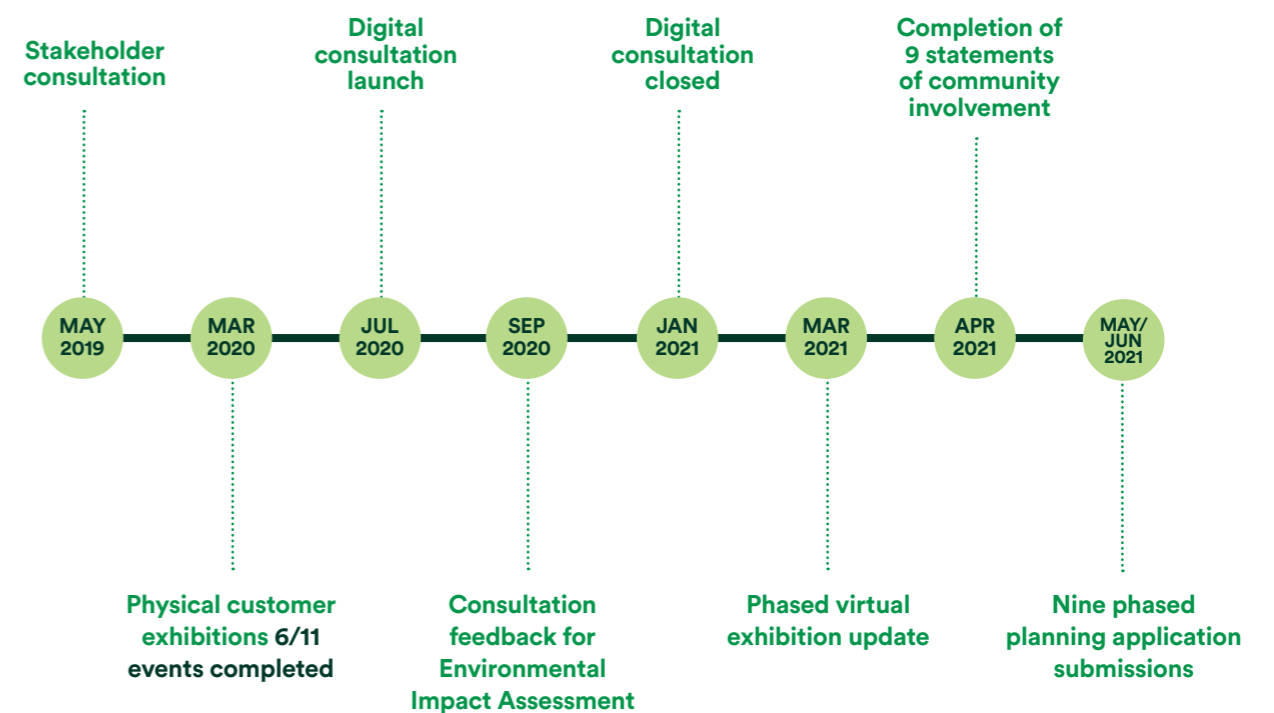 Stakeholder
consultation
Digital
consultation
launch
Digital
consultation
closed
Completion of
9 statements
of community
involvement
MAY
2019
MAR
2020
JUL
2020
SEP
2020
JAN
2021
MAR
2021
APR
2021
MAY/
JUN
2021
Physical customer
exhibitions 6/11
events completed
Consultation
feedback for
Environmental
Impact Assessment
Phased virtual
exhibition update
Nine phased
planning application
submissions